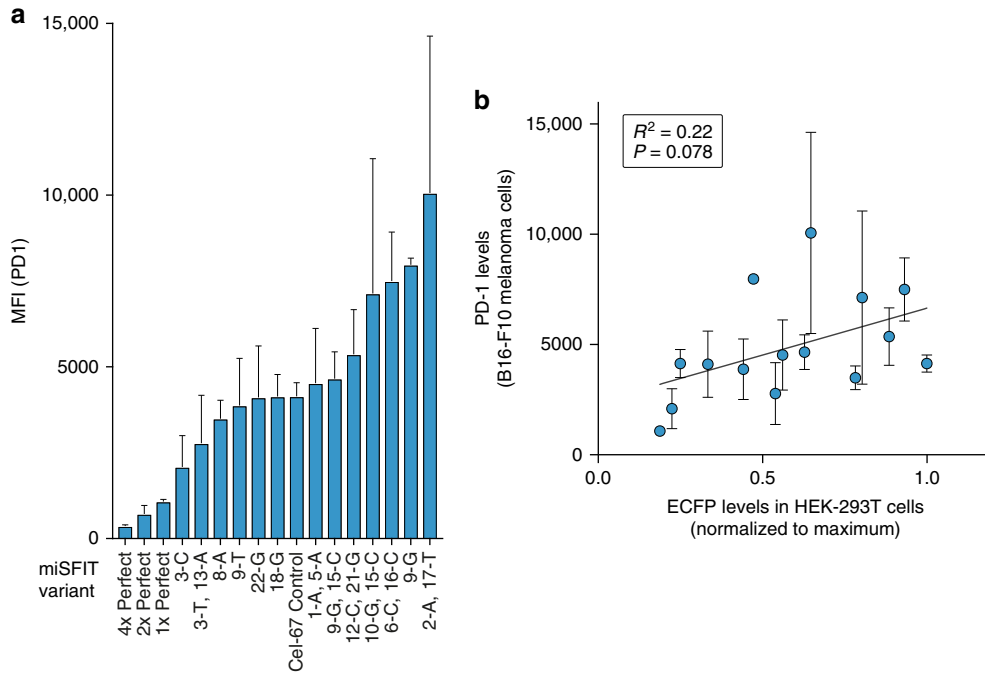 a
15,000
10,000
5000
0
MFI (PD1)
miSFIT
variant
4x Perfect
2x Perfect
1x Perfect
3-C
3-T, 13-A
8-A
9-T
22-G
18-G
Cel-67 Control
1-A, 5-A
9-G, 15-C
12-C, 21-G
10-G, 15-C
6-C, 16-C
9-G
2-A, 17-T
b
R² = 0.22
P = 0.078
15,000
10,000
5000
0
PD-1 levels
(B16-F10 melanoma cells)
0.0
0.5
1.0
ECFP levels in HEK-293T cells
(normalized to maximum)